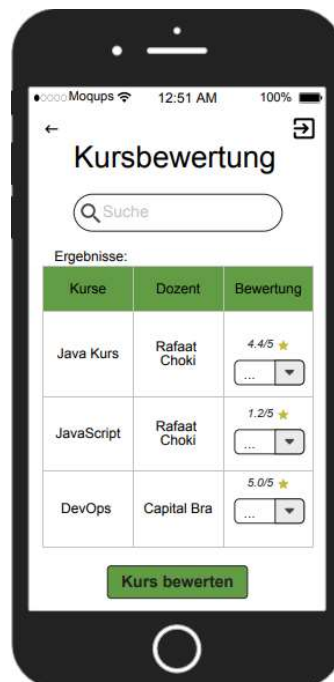 Moqups 12:51 AM 100%
Kursbewertung
Suche
Ergebnisse:
Kurse Dozent Bewertung
Java Kurs Rafaat Choki 4.4/5
...
JavaScript Rafaat Choki 1.2/5
...
DevOps Capital Bra 5.0/5
...
Kurs bewerten